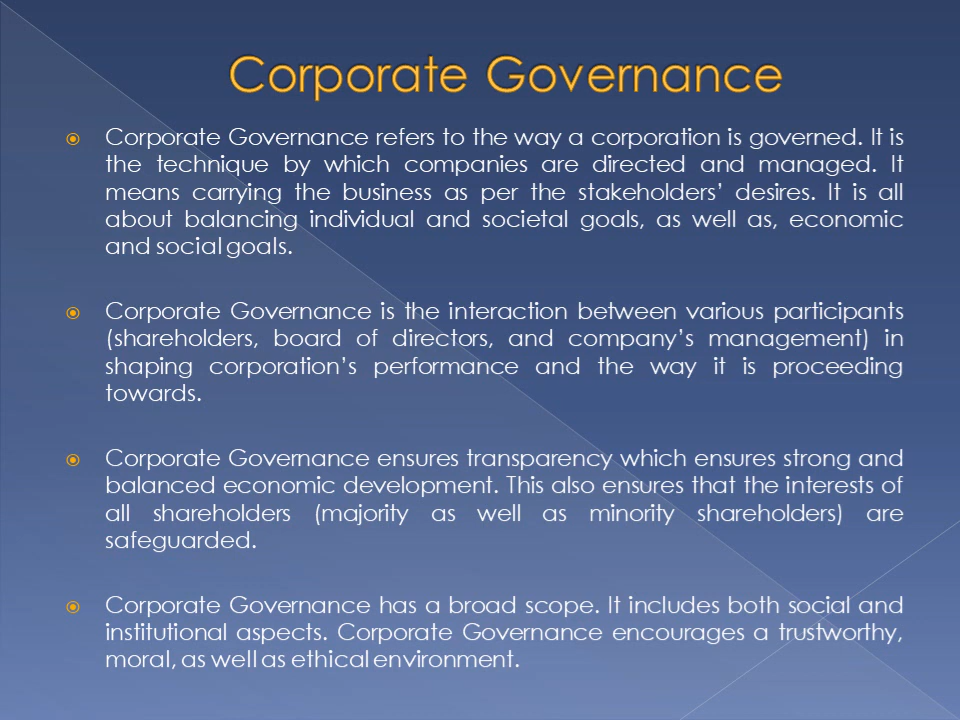 Corporate Governance
Corporate Governance refers to the way a corporation is governed. It is
the technique by which companies are directed and managed. It
means carrying the business as per the stakeholders’ desires. It is all
about balancing individual and societal goals, as well as, economic
and social goals.
Corporate Governance is the interaction between various participants
(shareholders, board of directors, and company’s management) in
shaping corporation’s performance and the way it is proceeding
towards.
Corporate Governance ensures transparency which ensures strong and
balanced economic development. This also ensures that the interests of
all shareholders (majority as well as minority shareholders) are
safeguarded.
Corporate Governance has a broad scope. It includes both social and
institutional aspects. Corporate Governance encourages a trustworthy,
moral, as well as ethical environment.